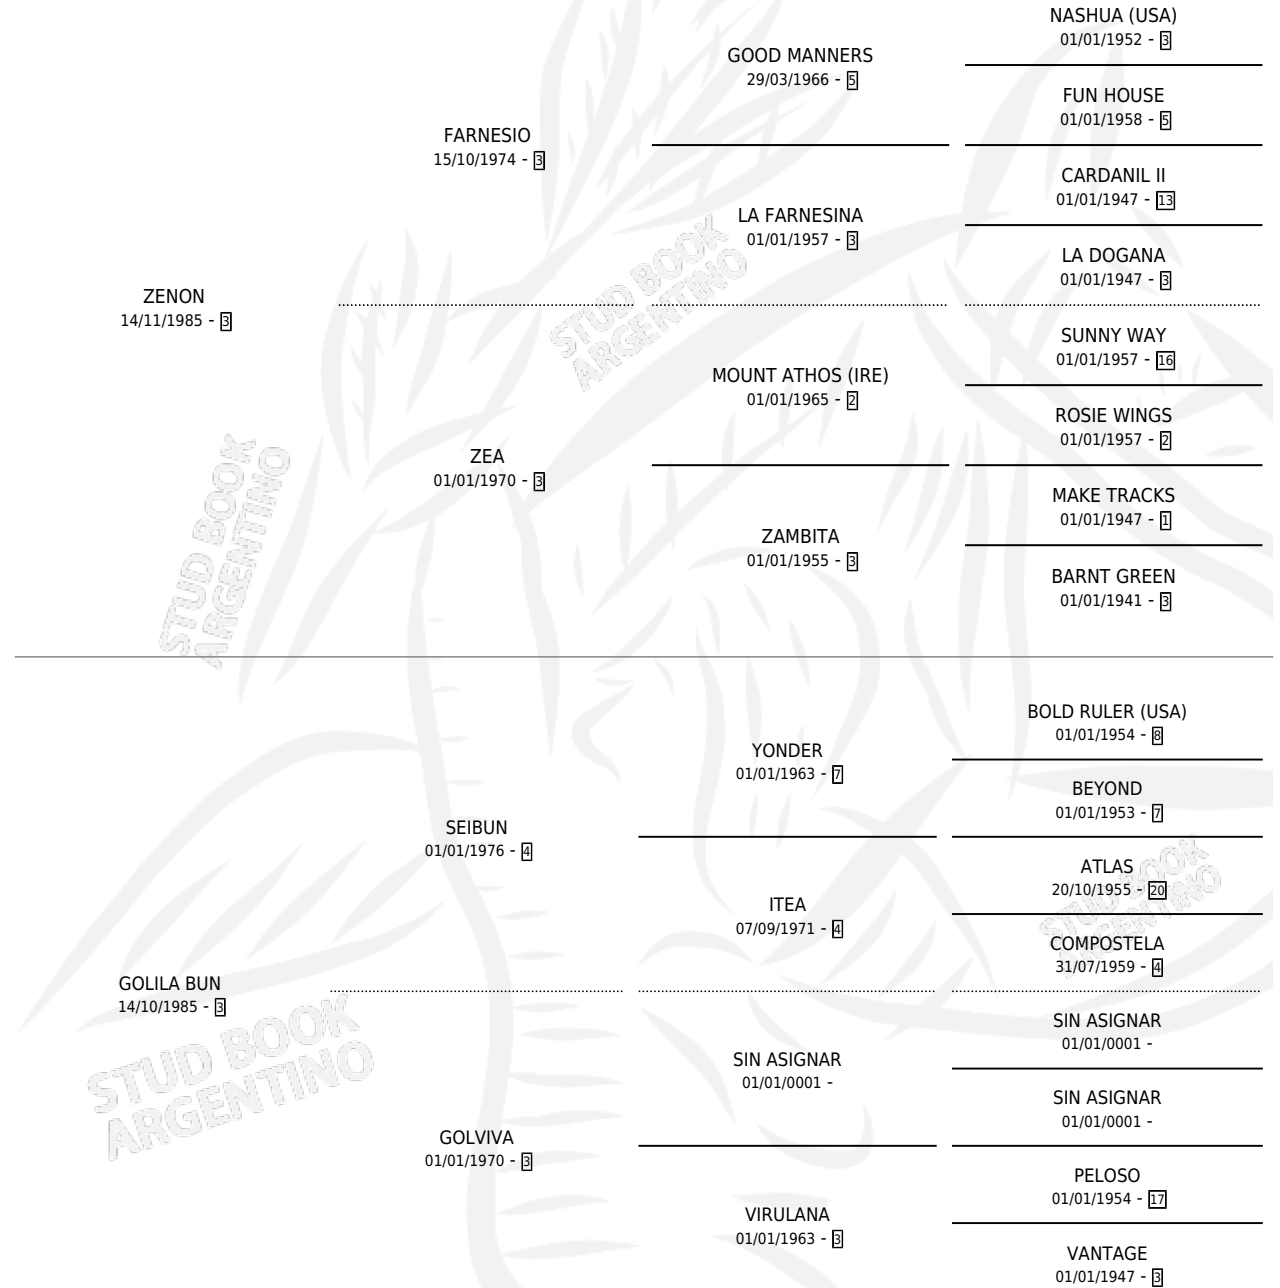 NASHUA (USA)
01/01/1952 - 3
GOOD MANNERS
29/03/1966 - 5
FUN HOUSE
01/01/1958 - 5
FARNESIO
15/10/1974 - 3
CARDANIL II
01/01/1947 - 13
LA FARNESINA
01/01/1957 - 3
LA DOGANA
01/01/1947 - 3
ZENON
14/11/1985 - 3
SUNNY WAY
01/01/1957 - 16
MOUNT ATHOS (IRE)
01/01/1965 - 2
ROSIE WINGS
01/01/1957 - 2
ZEA
01/01/1970 - 3
MAKE TRACKS
01/01/1947 - 1
ZAMBITA
01/01/1955 - 3
BARNT GREEN
01/01/1941 - 3
BOLD RULER (USA)
01/01/1954 - 8
YONDER
01/01/1963 - 7
BEYOND
01/01/1953 - 7
SEIBUN
01/01/1976 - 4
ATLAS
20/10/1955 - 20
ITEA
07/09/1971 - 4
COMPOSTELA
31/07/1959 - 4
GOLILA BUN
14/10/1985 - 3
SIN ASIGNAR
01/01/0001 -
SIN ASIGNAR
01/01/0001 -
SIN ASIGNAR
01/01/0001 -
GOLVIVA
01/01/1970 - 3
PELOSO
01/01/1954 - 17
VIRULANA
01/01/1963 - 3
VANTAGE
01/01/1947 - 3
STUD BOOK
ARGENTINO
STUD BOOK
ARGENTINO
STUD BOOK
ARGENTINO
STUD BOOK
ARGENTINO